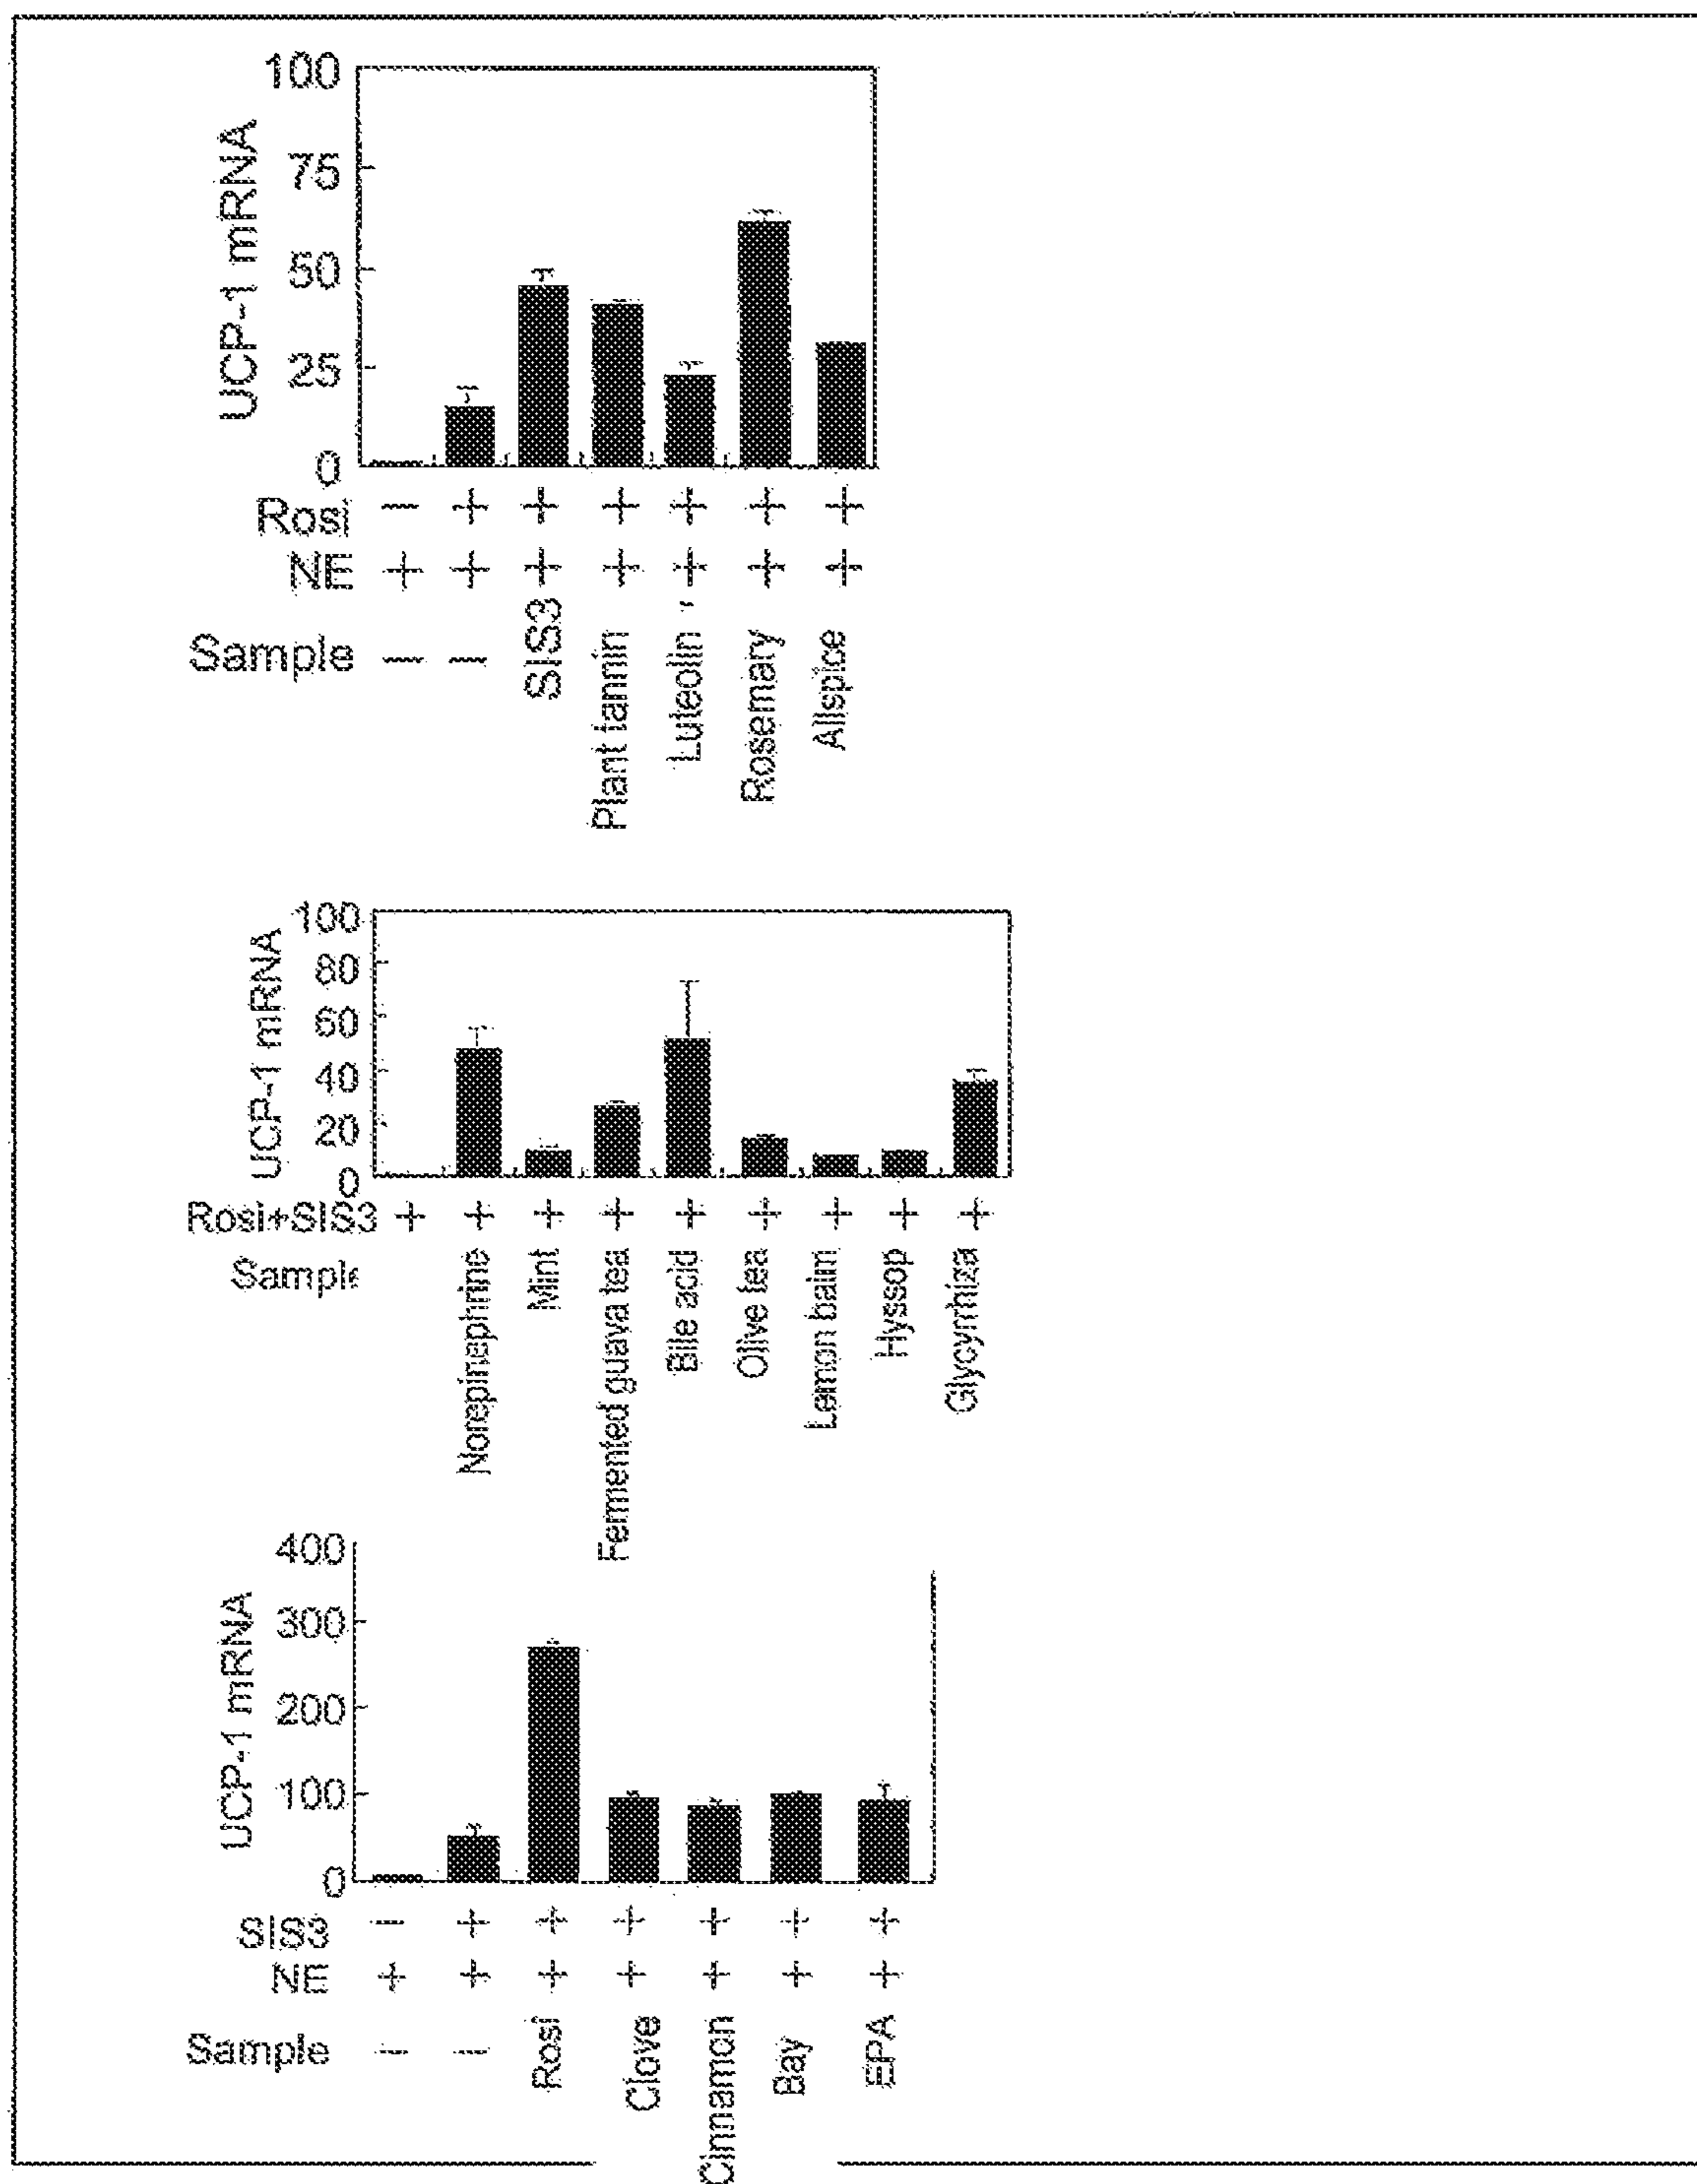 UCP-1 mRNA
100
75
50
25
0
Rosi − + + + + + +
NE + + + + + + +
Sample − − SIS3 Plant tannin Luteolin Rosemary Allspice
UCP-1 mRNA
100
80
60
40
20
0
Rosi+SIS3 + + + + + + + + +
Sample Norepinephrine Mint Fermented guava tea Bile acid Olive tea Lemon balm Hyssop Glycyrrhiza
UCP-1 mRNA
400
300
200
100
0
SIS3 − + + + + + +
NE + + + + + + +
Sample − − Rosi Clove Cinnamon Bay EPA